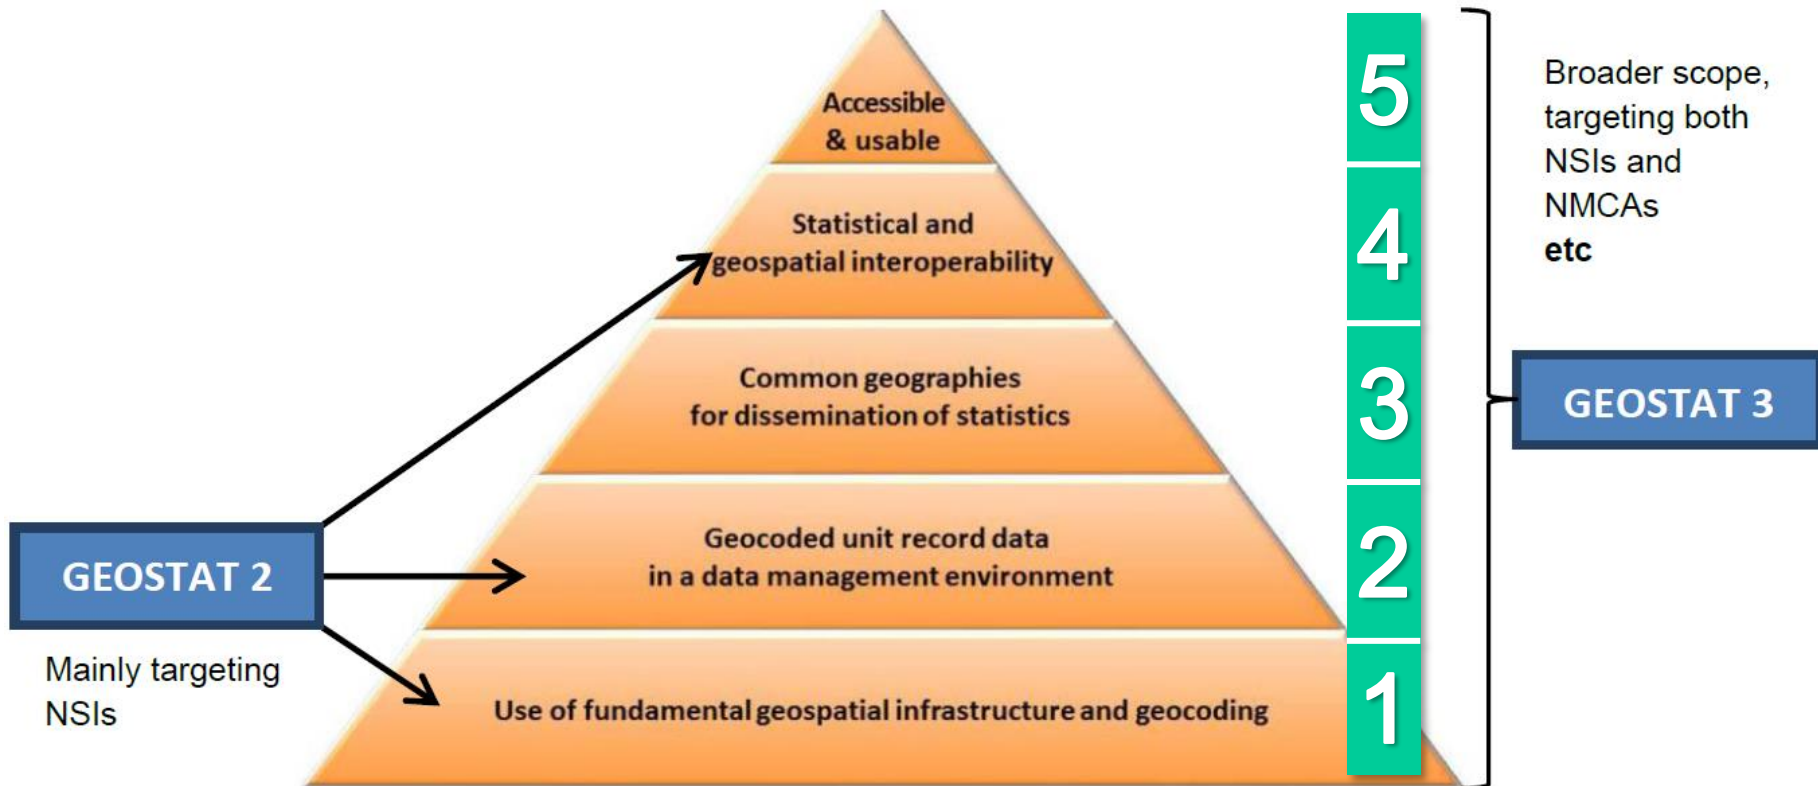 Accessible
& usable
Statistical and
geospatial interoperability
Common geographies
for dissemination of statistics
Geocoded unit record data
in a data management environment
Use of fundamental geospatial infrastructure and geocoding
5
4
3
2
1
Broader scope,
targeting both
NSIs and
NMCAs
etc
GEOSTAT 3
GEOSTAT 2
Mainly targeting
NSIs